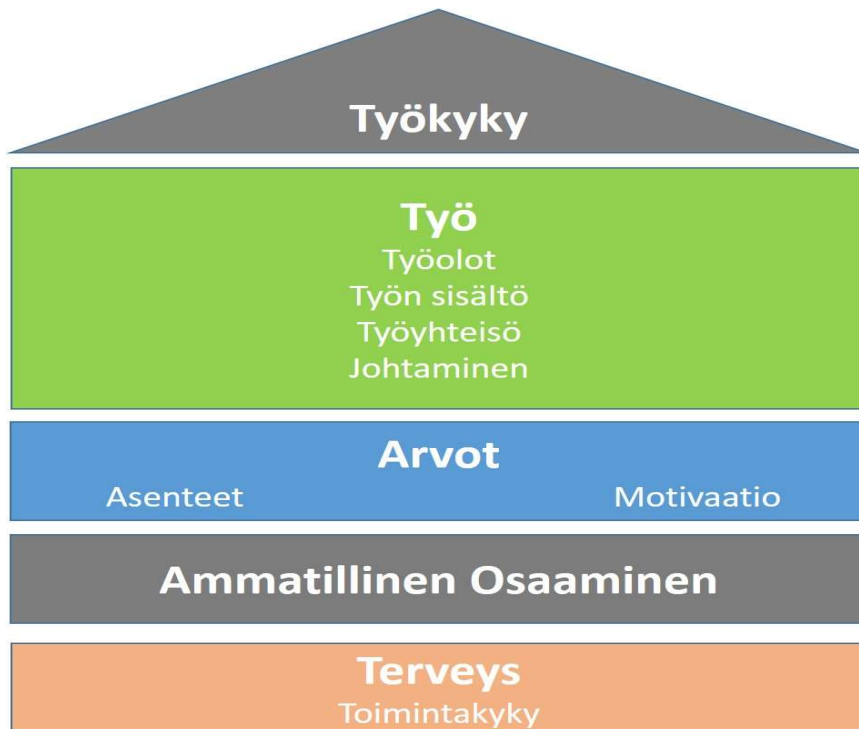 Työkyky
Työ
Työolot
Työn sisältö
Työyhteisö
Johtaminen
Arvot
Asenteet Motivaatio
Ammatillinen Osaaminen
Terveys
Toimintakyky